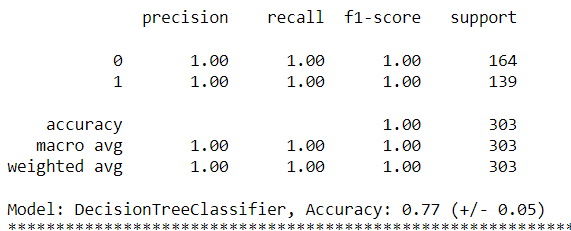 precision recall f1-score support
0 1.00 1.00 1.00 164
1 1.00 1.00 1.00 139
accuracy 1.00 303
macro avg 1.00 1.00 1.00 303
weighted avg 1.00 1.00 1.00 303
Model: DecisionTreeClassifier, Accuracy: 0.77 (+/- 0.05)
***********************************************************